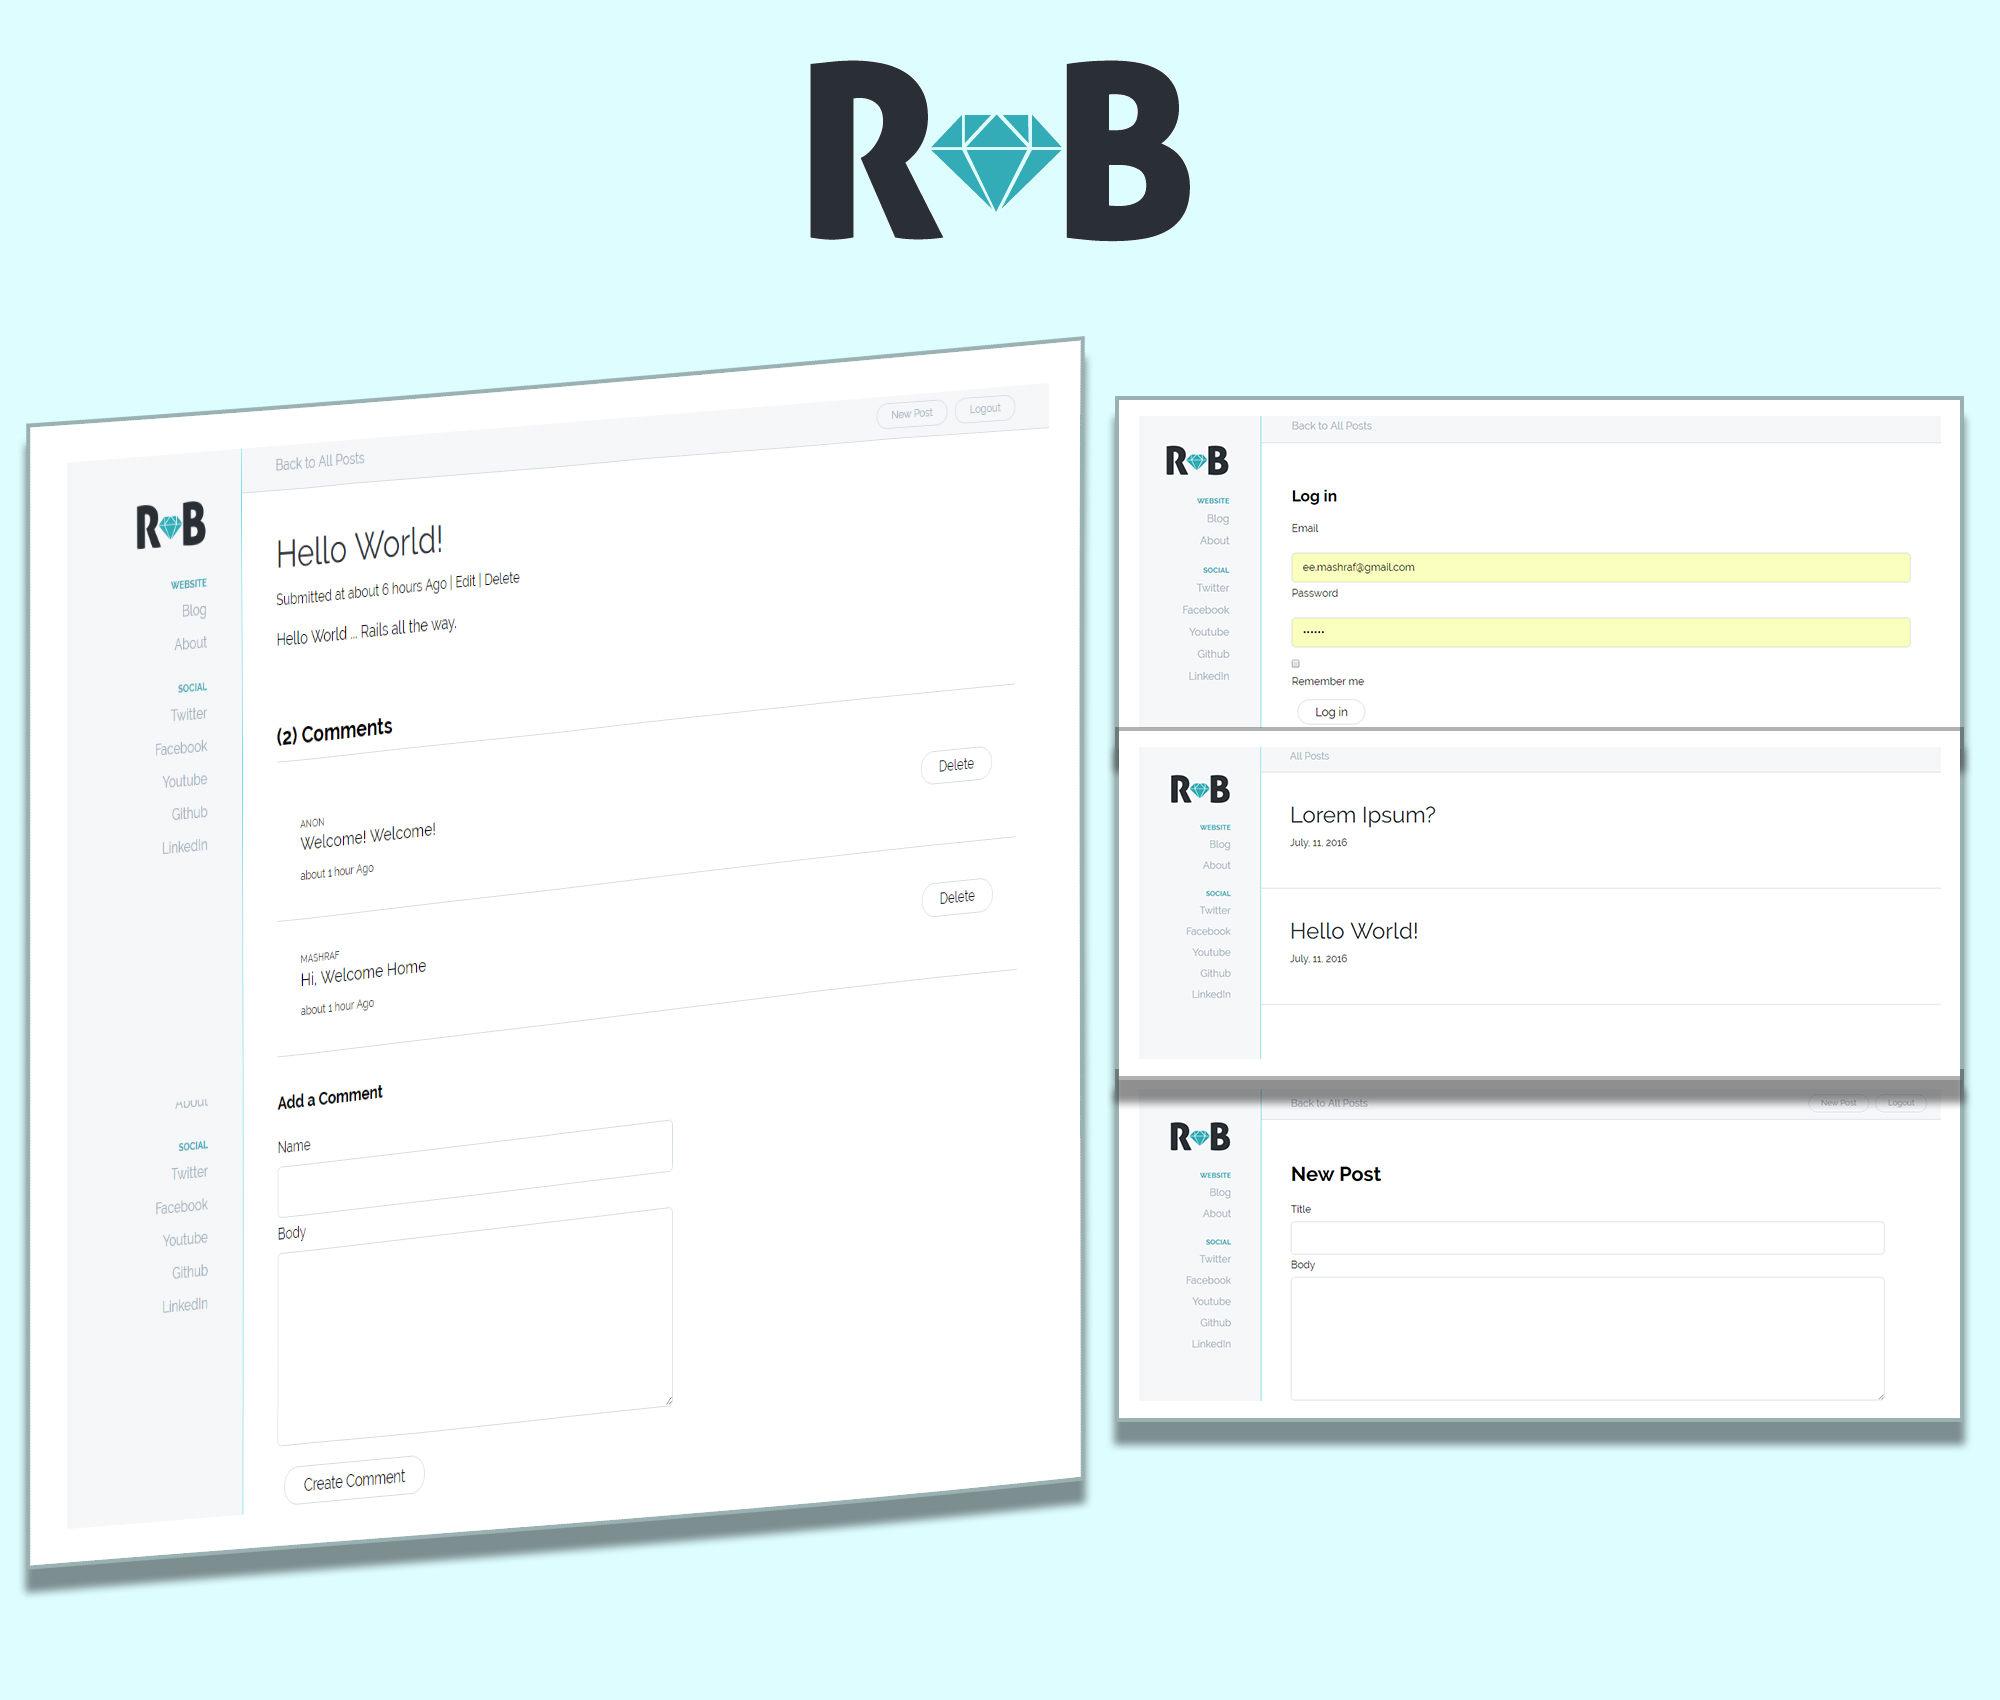 R B
New Post
Logout
Back to All Posts
R B
WEBSITE
Blog
About
SOCIAL
Twitter
Facebook
Youtube
Github
LinkedIn
About
SOCIAL
Twitter
Facebook
Youtube
Github
LinkedIn
Hello World!
Submitted at about 6 hours Ago | Edit | Delete
Hello World ... Rails all the way.
(2) Comments
Delete
ANON
Welcome! Welcome!
about 1 hour Ago
Delete
MASHRAF
Hi, Welcome Home
about 1 hour Ago
Add a Comment
Name
Body
Create Comment
Back to All Posts
R B
WEBSITE
Blog
About
SOCIAL
Twitter
Facebook
Youtube
Github
LinkedIn
Log in
Email
ee.mashraf@gmail.com
Password
••••••
Remember me
Log in
All Posts
R B
WEBSITE
Blog
About
SOCIAL
Twitter
Facebook
Youtube
Github
LinkedIn
Lorem Ipsum?
July, 11, 2016
Hello World!
July, 11, 2016
Back to All Posts
New Post
Logout
R B
WEBSITE
Blog
About
SOCIAL
Twitter
Facebook
Youtube
Github
LinkedIn
New Post
Title
Body